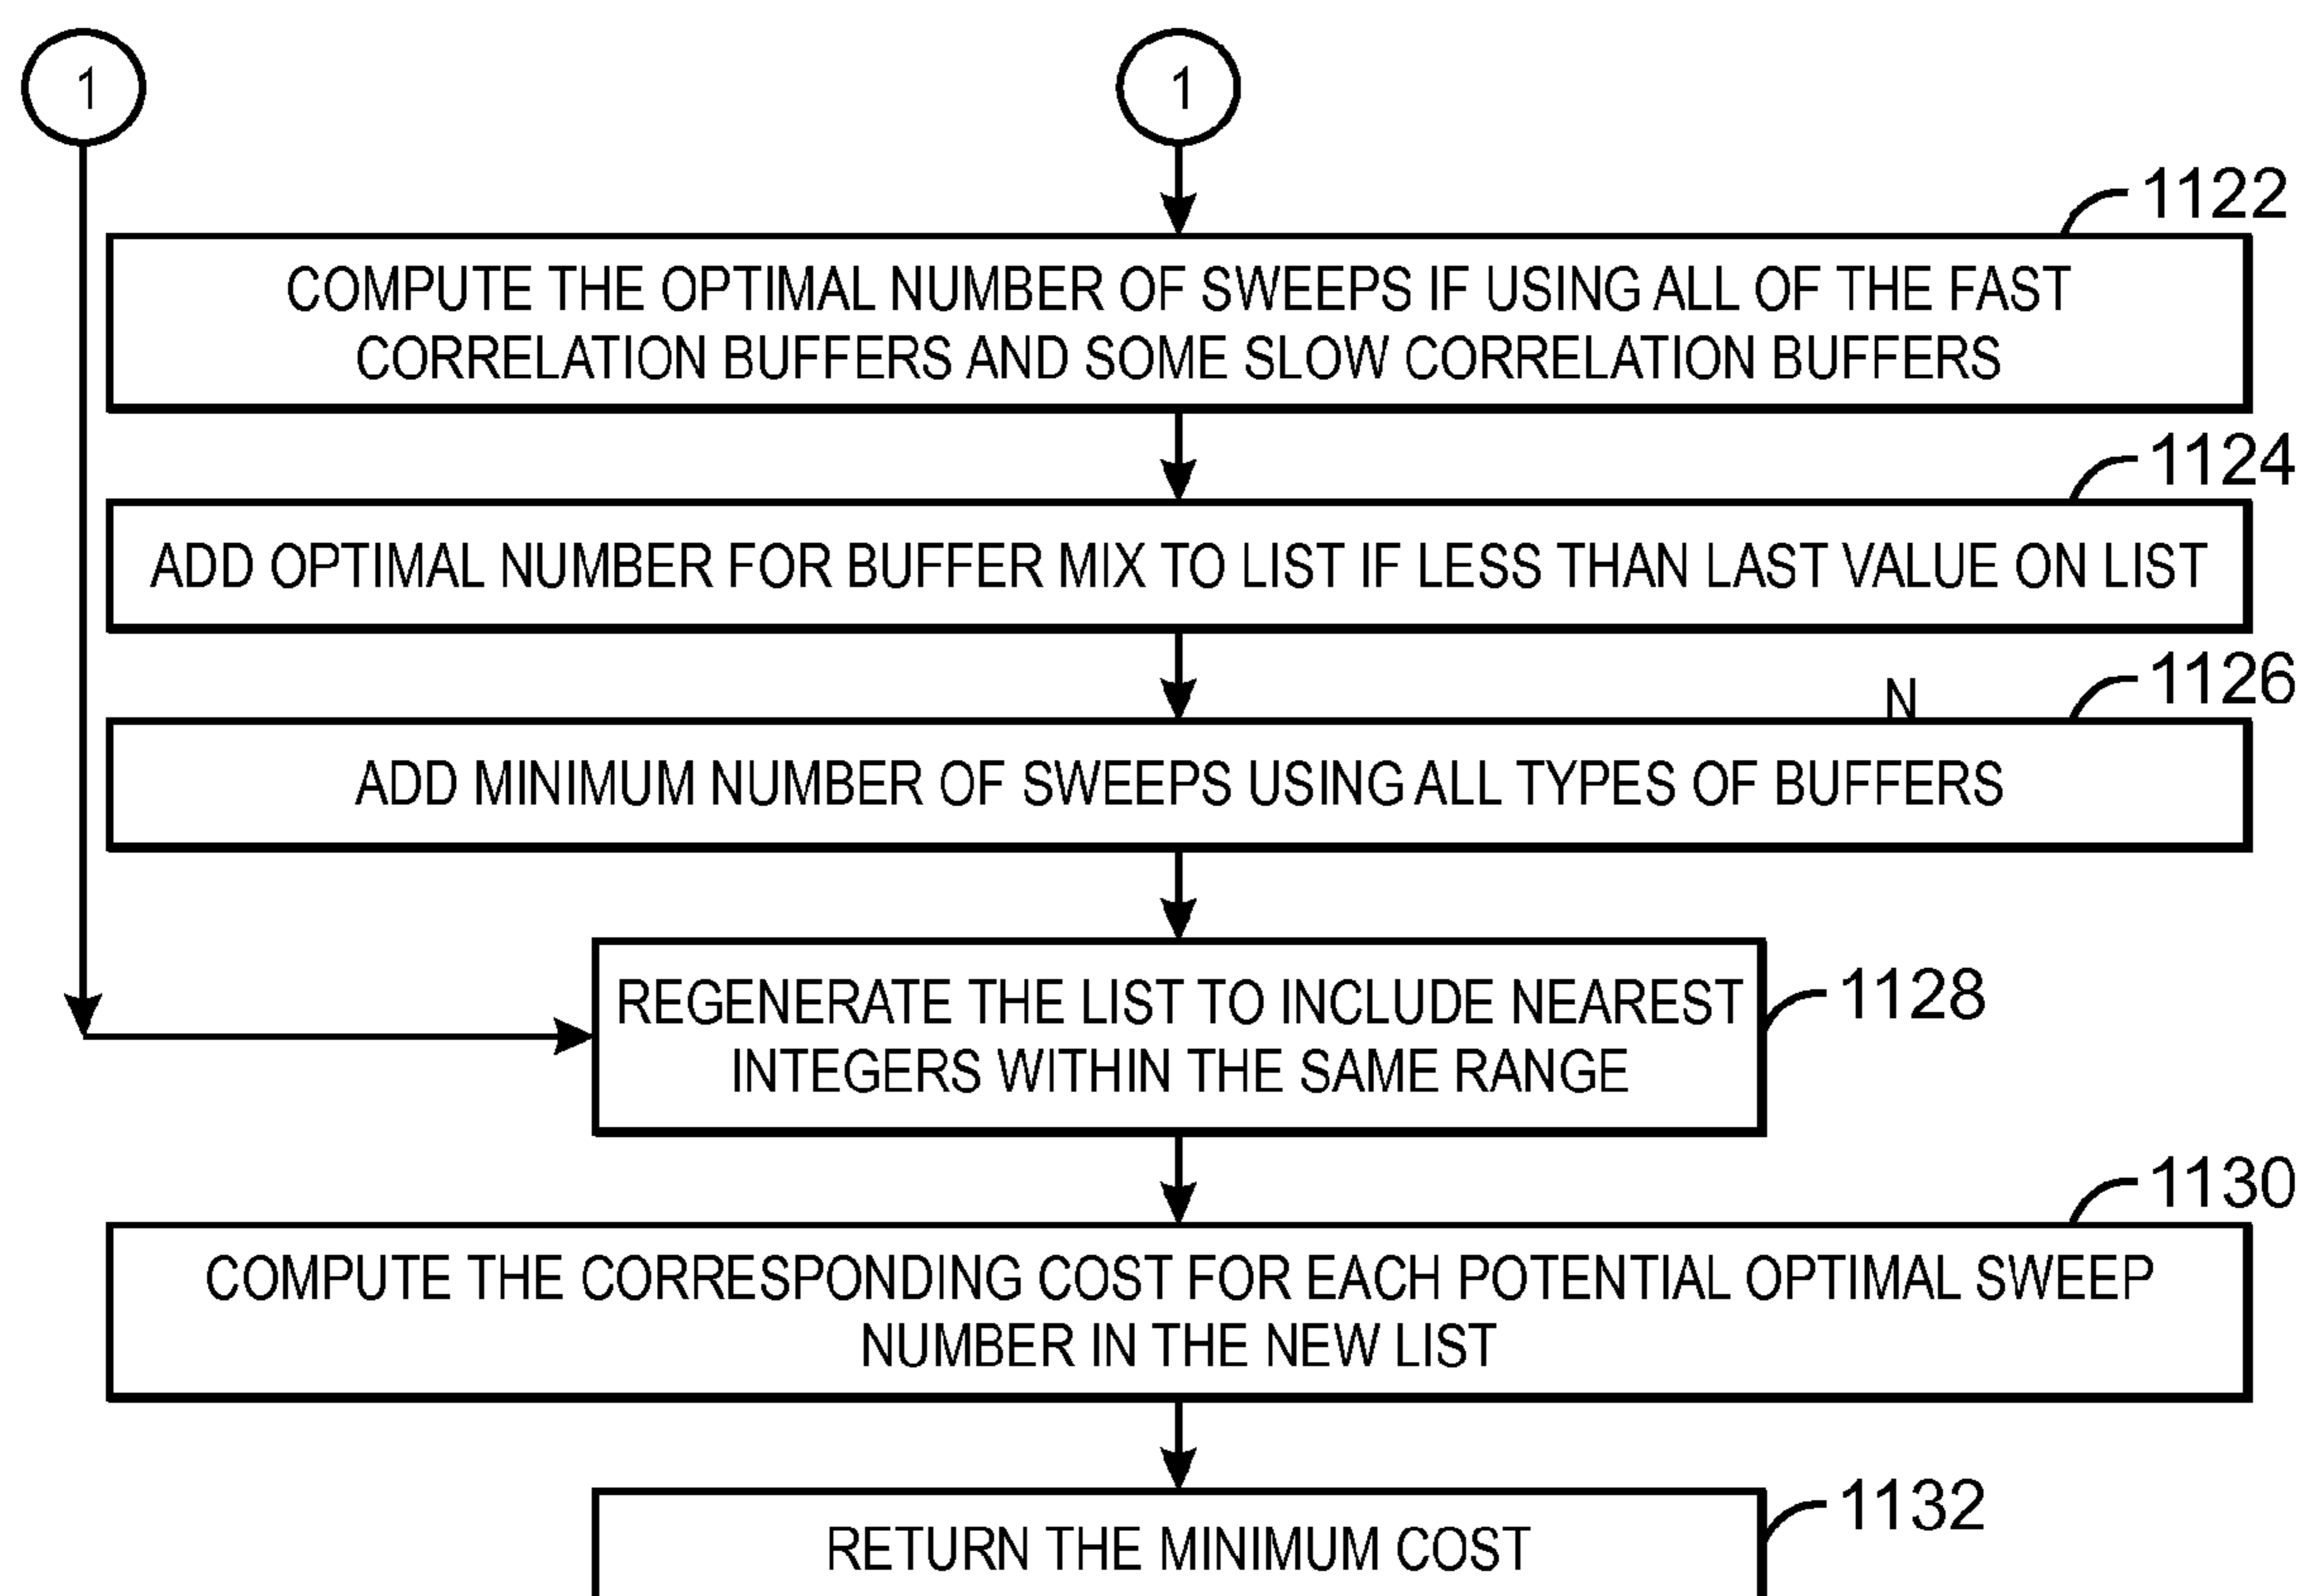 1
1
1122
COMPUTE THE OPTIMAL NUMBER OF SWEEPS IF USING ALL OF THE FAST
CORRELATION BUFFERS AND SOME SLOW CORRELATION BUFFERS
1124
ADD OPTIMAL NUMBER FOR BUFFER MIX TO LIST IF LESS THAN LAST VALUE ON LIST
N
1126
ADD MINIMUM NUMBER OF SWEEPS USING ALL TYPES OF BUFFERS
REGENERATE THE LIST TO INCLUDE NEAREST
INTEGERS WITHIN THE SAME RANGE
1128
1130
COMPUTE THE CORRESPONDING COST FOR EACH POTENTIAL OPTIMAL SWEEP
NUMBER IN THE NEW LIST
1132
RETURN THE MINIMUM COST